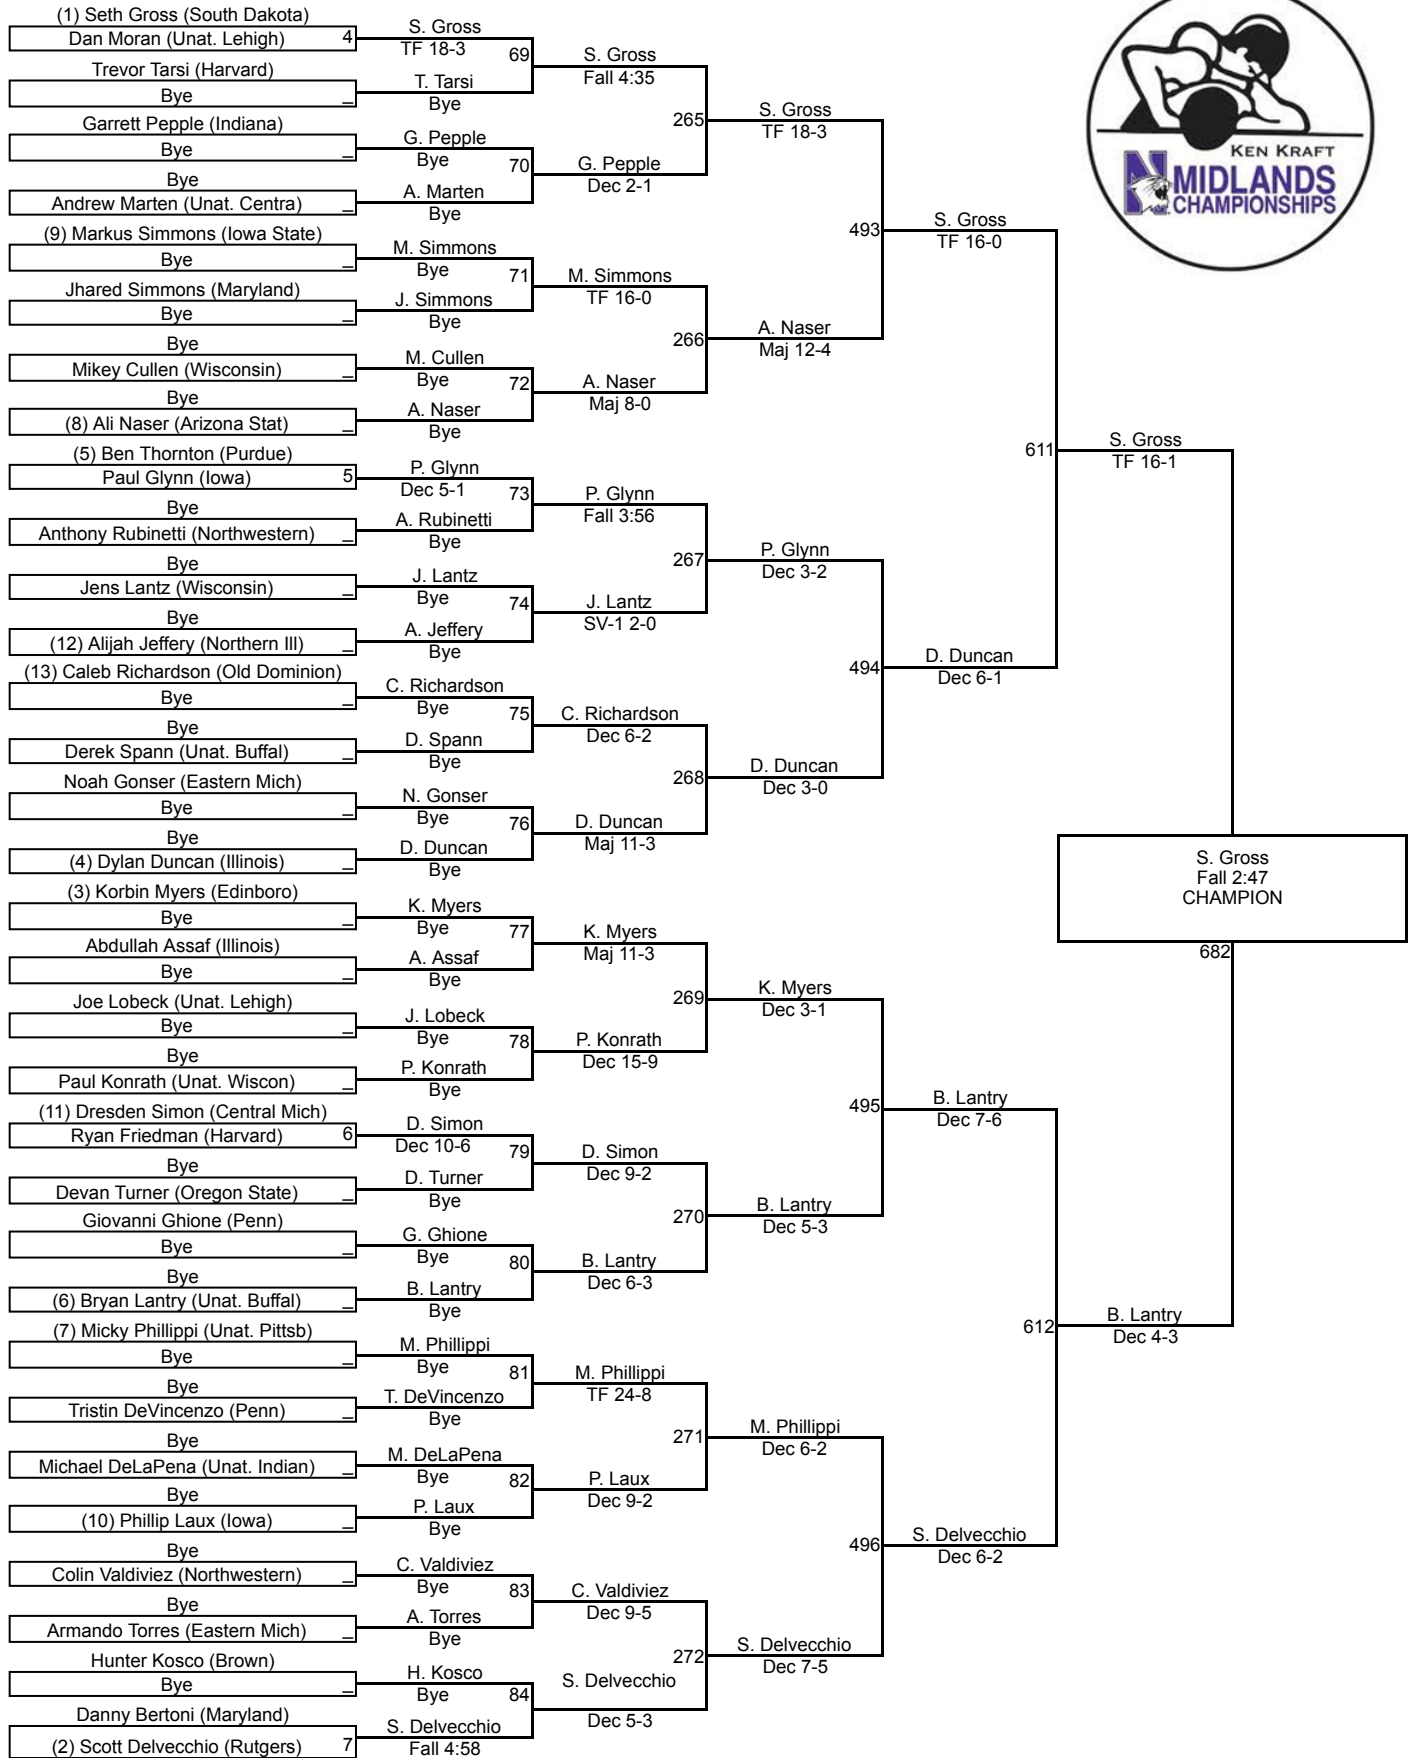 (1) Seth Gross (South Dakota)
Dan Moran (Unat. Lehigh) 4
Trevor Tarsi (Harvard)
Bye _
Garrett Pepple (Indiana)
Bye _
Bye
Andrew Marten (Unat. Centra) _
(9) Markus Simmons (Iowa State)
Bye _
Jhared Simmons (Maryland)
Bye _
Bye
Mikey Cullen (Wisconsin) _
Bye
(8) Ali Naser (Arizona Stat) _
(5) Ben Thornton (Purdue)
Paul Glynn (Iowa) 5
Bye
Anthony Rubinetti (Northwestern) _
Bye
Jens Lantz (Wisconsin) _
Bye
(12) Alijah Jeffery (Northern Ill) _
(13) Caleb Richardson (Old Dominion)
Bye _
Bye
Derek Spann (Unat. Buffal) _
Noah Gonser (Eastern Mich)
Bye _
Bye
(4) Dylan Duncan (Illinois) _
(3) Korbin Myers (Edinboro)
Bye _
Abdullah Assaf (Illinois)
Bye _
Joe Lobeck (Unat. Lehigh)
Bye _
Bye
Paul Konrath (Unat. Wiscon) _
(11) Dresden Simon (Central Mich)
Ryan Friedman (Harvard) 6
Bye
Devan Turner (Oregon State) _
Giovanni Ghione (Penn)
Bye _
Bye
(6) Bryan Lantry (Unat. Buffal) _
(7) Micky Phillippi (Unat. Pittsb)
Bye _
Bye
Tristin DeVincenzo (Penn) _
Bye
Michael DeLaPena (Unat. Indian) _
Bye
(10) Phillip Laux (Iowa) _
Bye
Colin Valdiviez (Northwestern) _
Bye
Armando Torres (Eastern Mich) _
Hunter Kosco (Brown)
Bye _
Danny Bertoni (Maryland)
(2) Scott Delvecchio (Rutgers) 7
S. Gross
TF 18-3
69
T. Tarsi
Bye
G. Pepple
Bye
70
A. Marten
Bye
M. Simmons
Bye
71
J. Simmons
Bye
M. Cullen
Bye
72
A. Naser
Bye
P. Glynn
Dec 5-1
73
A. Rubinetti
Bye
J. Lantz
Bye
74
A. Jeffery
Bye
C. Richardson
Bye
75
D. Spann
Bye
N. Gonser
Bye
76
D. Duncan
Bye
K. Myers
Bye
77
A. Assaf
Bye
J. Lobeck
Bye
78
P. Konrath
Bye
D. Simon
Dec 10-6
79
D. Turner
Bye
G. Ghione
Bye
80
B. Lantry
Bye
M. Phillippi
Bye
81
T. DeVincenzo
Bye
M. DeLaPena
Bye
82
P. Laux
Bye
C. Valdiviez
Bye
83
A. Torres
Bye
H. Kosco
Bye
84
S. Delvecchio
Fall 4:58
S. Gross
Fall 4:35
265
G. Pepple
Dec 2-1
M. Simmons
TF 16-0
266
A. Naser
Maj 8-0
P. Glynn
Fall 3:56
267
J. Lantz
SV-1 2-0
C. Richardson
Dec 6-2
268
D. Duncan
Maj 11-3
K. Myers
Maj 11-3
269
P. Konrath
Dec 15-9
D. Simon
Dec 9-2
270
B. Lantry
Dec 6-3
M. Phillippi
TF 24-8
271
P. Laux
Dec 9-2
C. Valdiviez
Dec 9-5
272
S. Delvecchio
Dec 5-3
S. Gross
TF 18-3
493
A. Naser
Maj 12-4
P. Glynn
Dec 3-2
494
D. Duncan
Dec 3-0
K. Myers
Dec 3-1
495
B. Lantry
Dec 5-3
M. Phillippi
Dec 6-2
496
S. Delvecchio
Dec 7-5
S. Gross
TF 16-0
611
D. Duncan
Dec 6-1
B. Lantry
Dec 7-6
612
S. Delvecchio
Dec 6-2
S. Gross
TF 16-1
B. Lantry
Dec 4-3
S. Gross
Fall 2:47
CHAMPION
682
KEN KRAFT
N MIDLANDS
CHAMPIONSHIPS